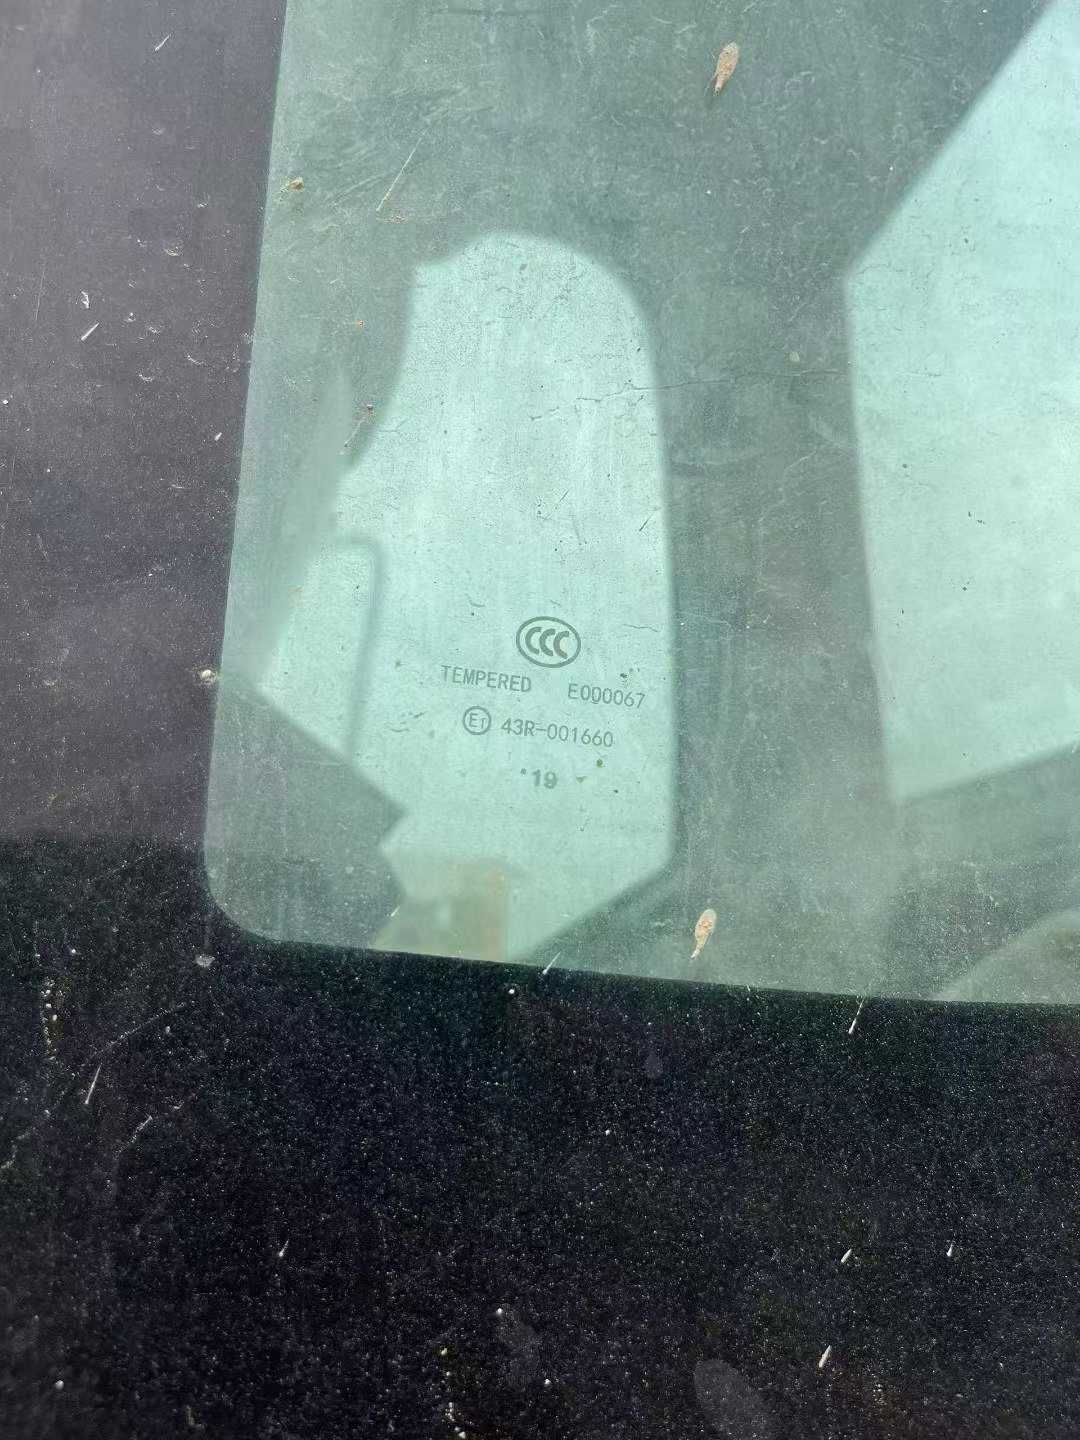 CCC
TEMPERED E000067
E1 43R-001660
·19